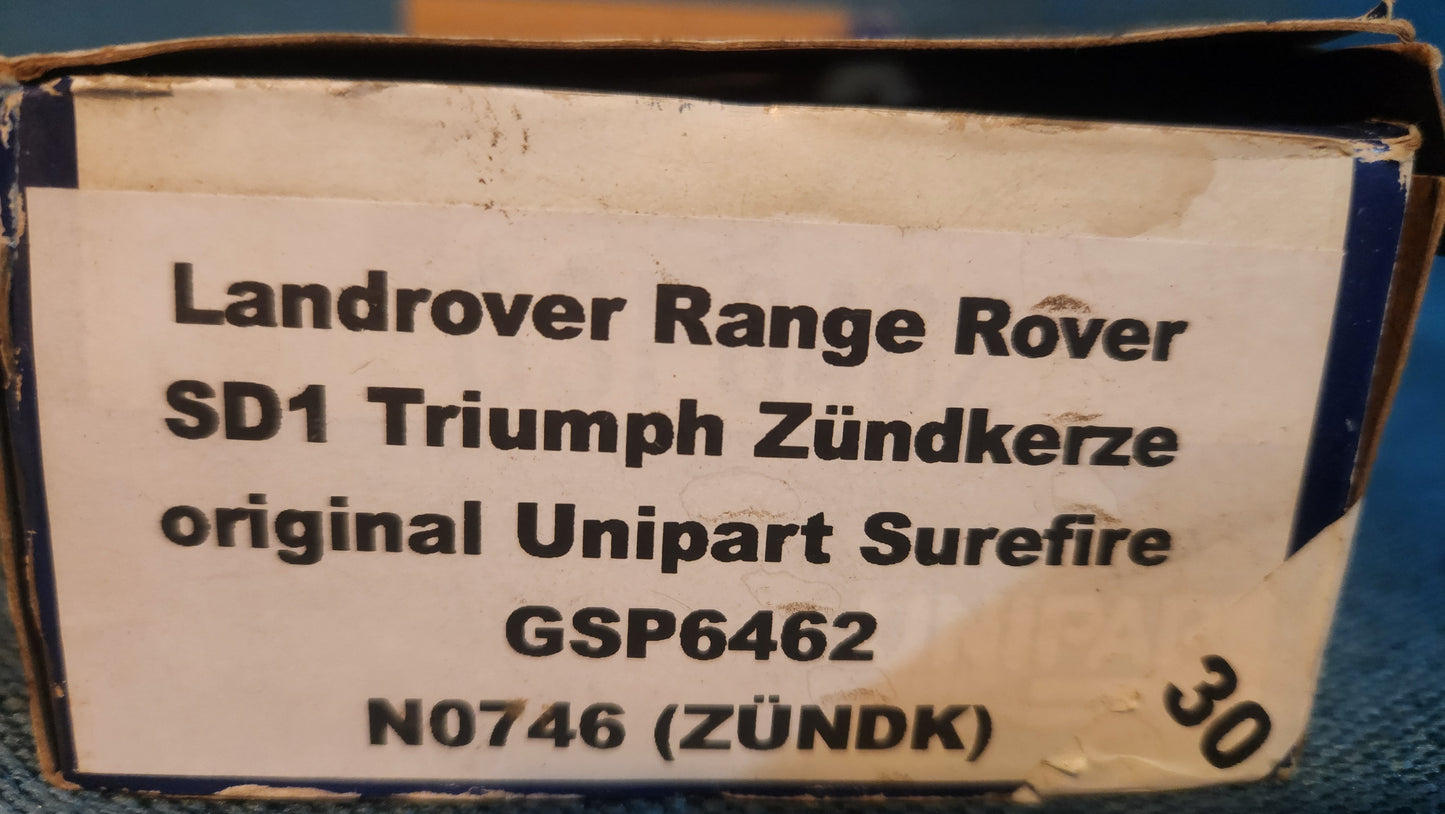 Landrover Range Rover
SD1 Triumph Zündkerze
original Unipart Surefire
GSP6462
N0746 (ZÜNDK)
30